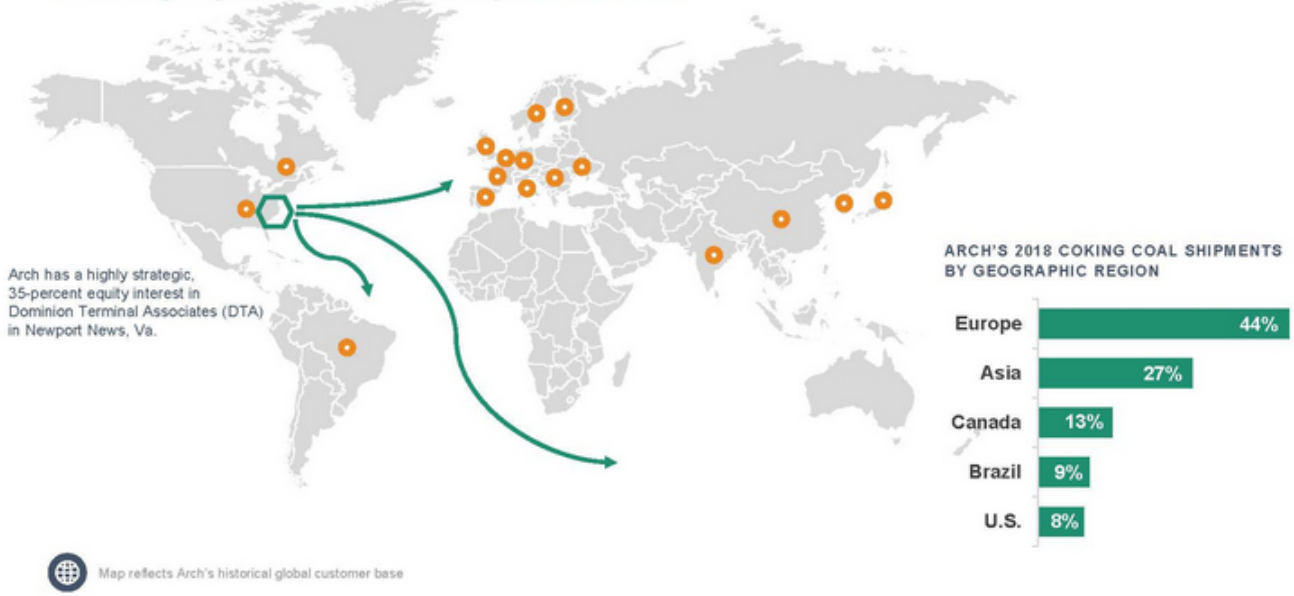 Arch has a highly strategic,
35-percent equity interest in
Dominion Terminal Associates (DTA)
in Newport News, Va.
ARCH'S 2018 COKING COAL SHIPMENTS
BY GEOGRAPHIC REGION
Europe 44%
Asia 27%
Canada 13%
Brazil 9%
U.S. 8%
Map reflects Arch's historical global customer base